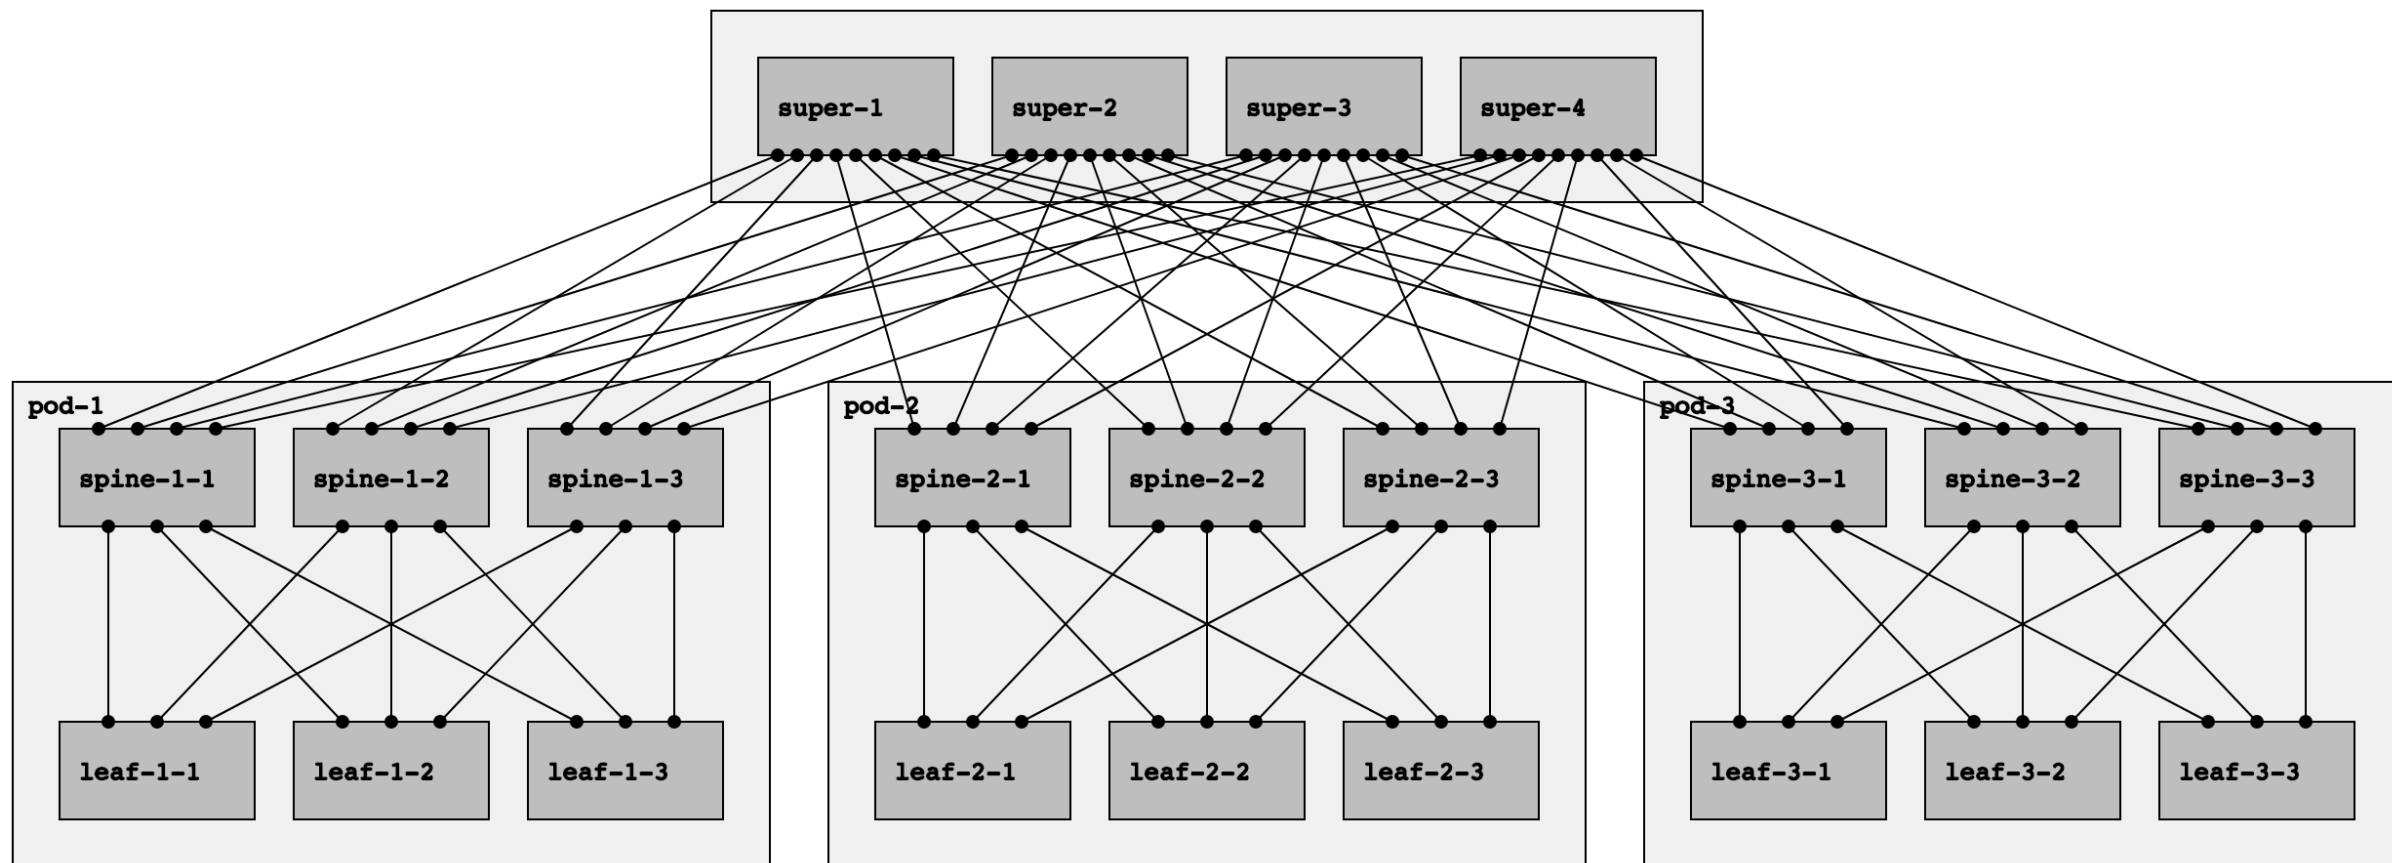 super-1
super-2
super-3
super-4
pod-1
pod-2
pod-3
spine-1-1
spine-1-2
spine-1-3
spine-2-1
spine-2-2
spine-2-3
spine-3-1
spine-3-2
spine-3-3
leaf-1-1
leaf-1-2
leaf-1-3
leaf-2-1
leaf-2-2
leaf-2-3
leaf-3-1
leaf-3-2
leaf-3-3